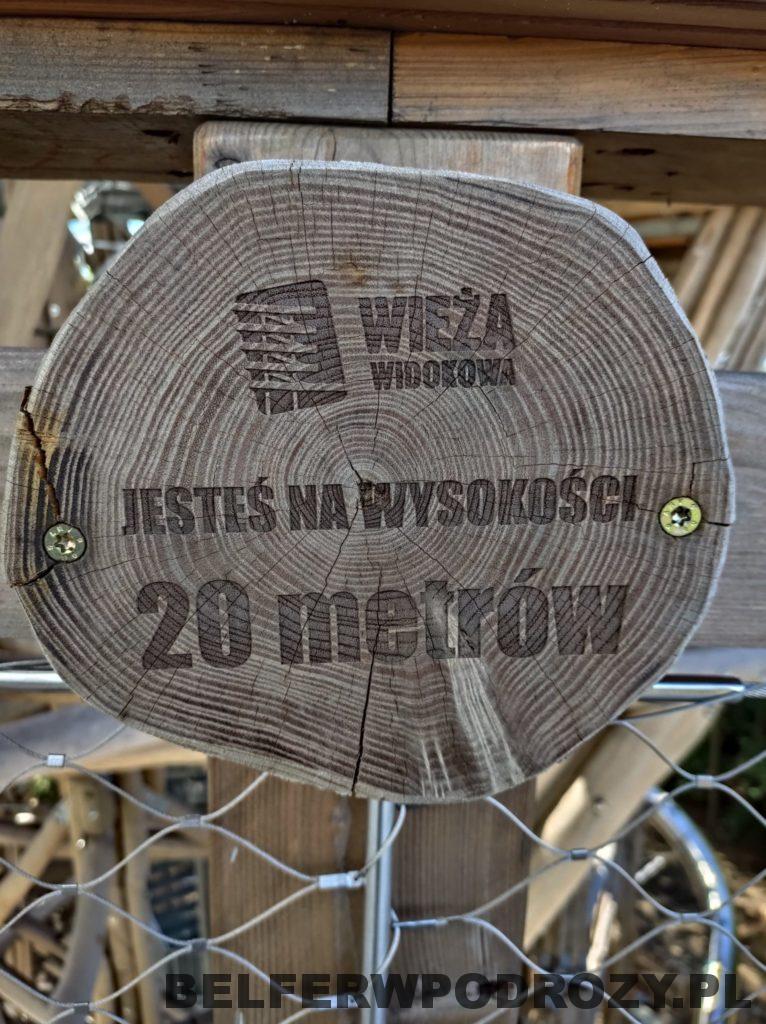 WIEŻA
WIDOKOWA
JESTEŚ NA WYSOKOŚCI
20 metrów
BELFERWPODROZY.PL